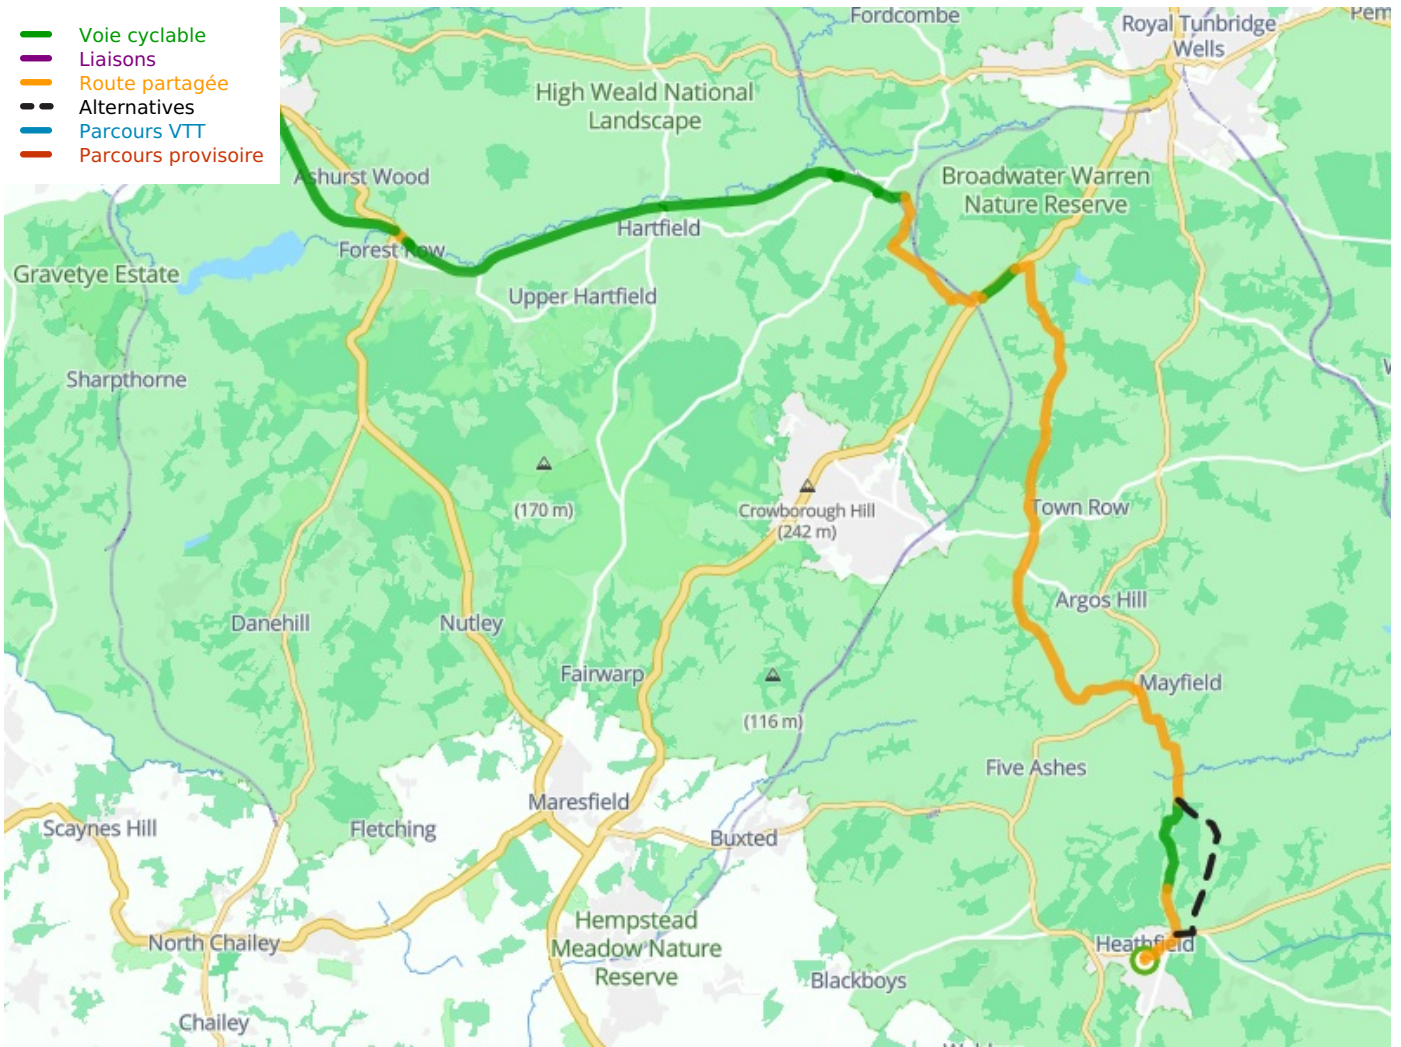 Voie cyclable
Liaisons
Route partagée
Alternatives
Parcours VTT
Parcours provisoire
Fordcombe
Royal Tunbridge
Wells
High Weald National
Landscape
Ashurst Wood
Broadwater Warren
Nature Reserve
Hartfield
Forest Row
Gravetye Estate
Upper Hartfield
Sharpthorne
(170 m)
Crowborough Hill
(242 m)
Town Row
Argos Hill
Danehill
Nutley
Fairwarp
Mayfield
(116 m)
Five Ashes
Maresfield
Scaynes Hill
Fletching
Buxted
Hempstead
Meadow Nature
Reserve
North Chailey
Heathfield
Blackboys
Chailey